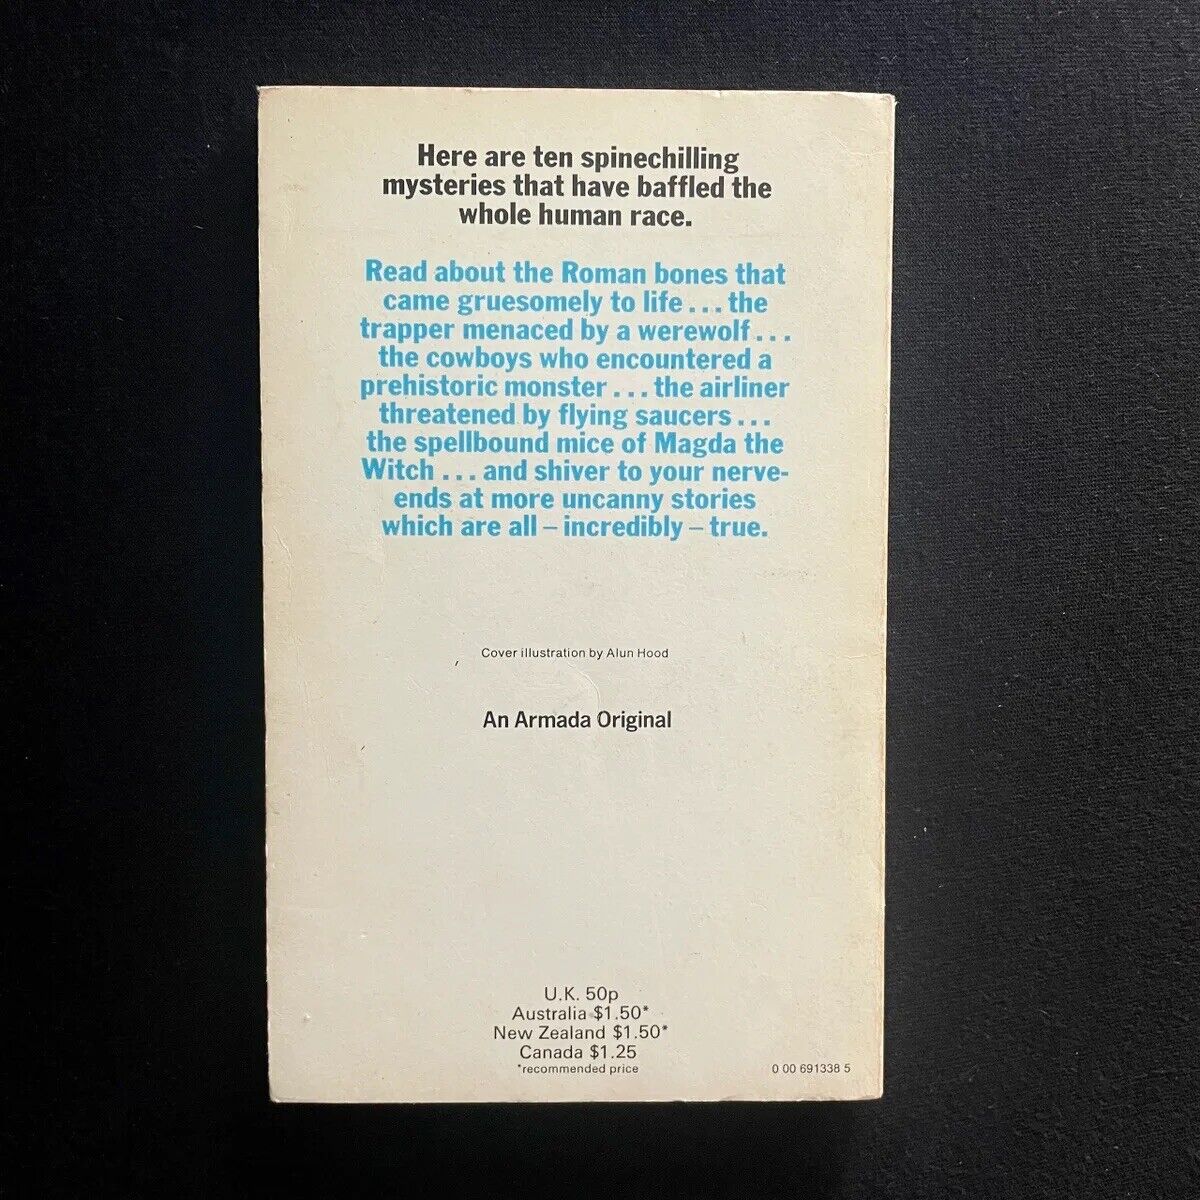 Here are ten spinechilling
mysteries that have baffled the
whole human race.
Read about the Roman bones that
came gruesomely to life . . . the
trapper menaced by a werewolf . . .
the cowboys who encountered a
prehistoric monster . . . the airliner
threatened by flying saucers . . .
the spellbound mice of Magda the
Witch . . . and shiver to your nerve-
ends at more uncanny stories
which are all – incredibly – true.
Cover illustration by Alun Hood
An Armada Original
U.K. 50p
Australia $1.50*
New Zealand $1.50*
Canada $1.25
*recommended price
0 00 691338 5